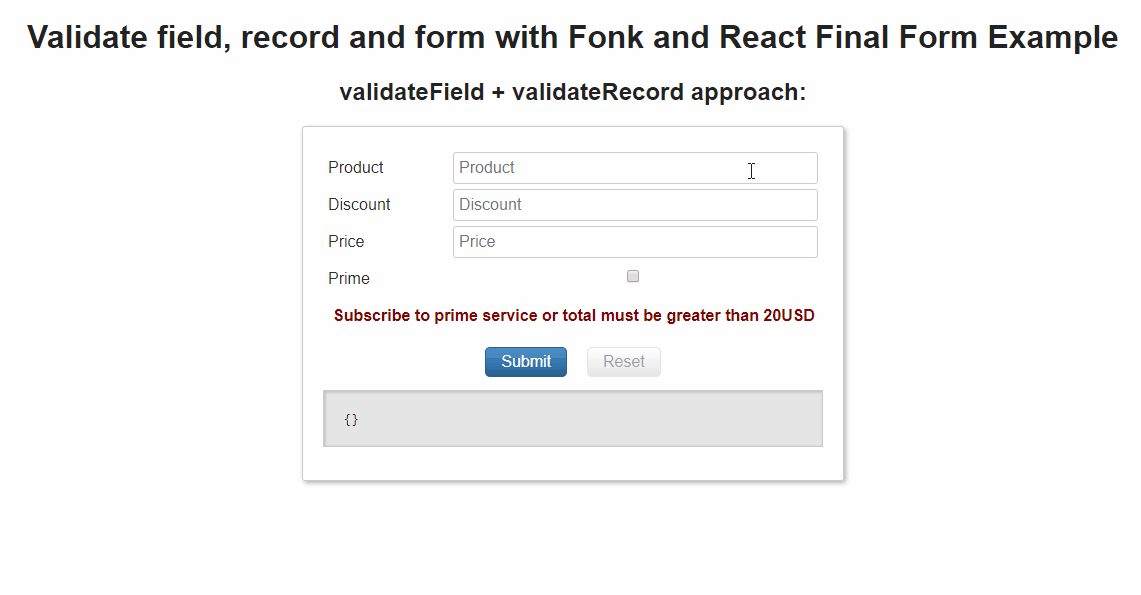 Validate field, record and form with Fonk and React Final Form Example
validateField + validateRecord approach:
Product Product
Discount Discount
Price Price
Prime
Subscribe to prime service or total must be greater than 20USD
Submit Reset
{}